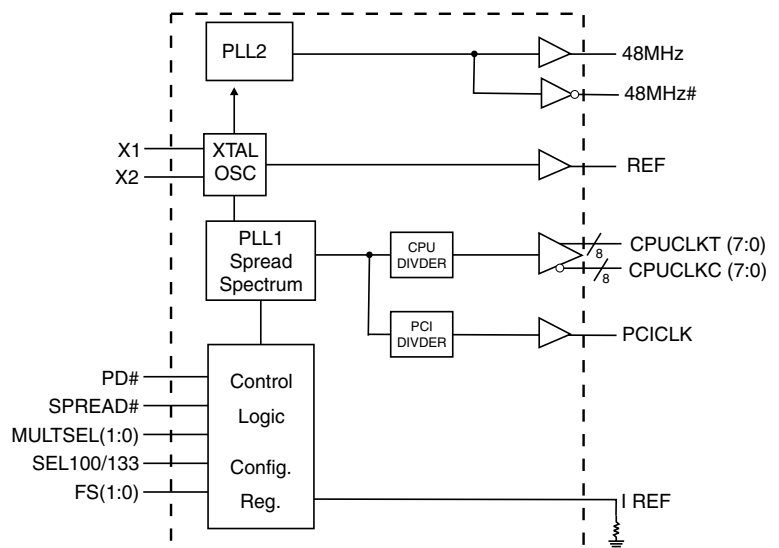 PLL2
48MHz
48MHz#
X1
X2
XTAL
OSC
REF
PLL1
Spread
Spectrum
CPU
DIVDER
8
8
CPUCLKT (7:0)
CPUCLKC (7:0)
PCI
DIVDER
PCICLK
PD#
SPREAD#
MULTSEL(1:0)
SEL100/133
FS(1:0)
Control
Logic
Config.
Reg.
I REF